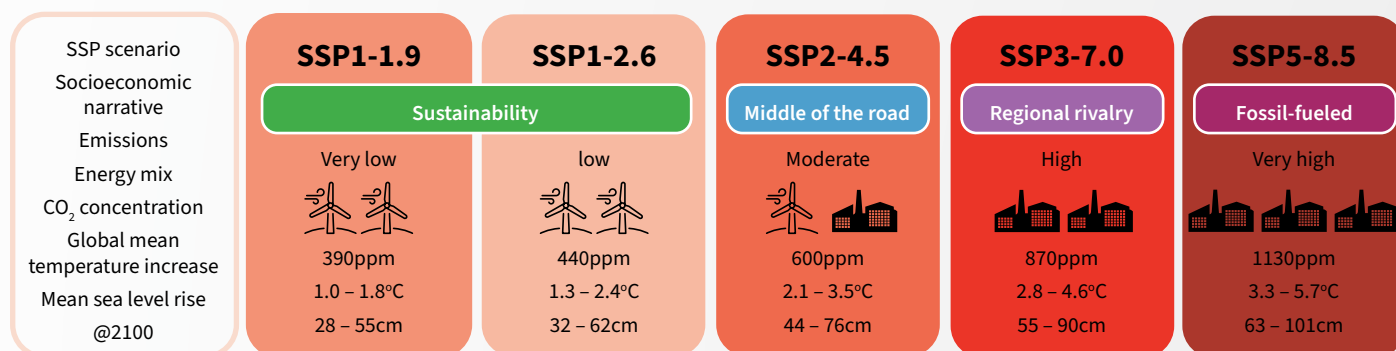 SSP scenario
Socioeconomic
narrative
Emissions
Energy mix
CO₂ concentration
Global mean
temperature increase
Mean sea level rise
@2100
SSP1-1.9
SSP1-2.6
SSP2-4.5
SSP3-7.0
SSP5-8.5
Sustainability
Middle of the road
Regional rivalry
Fossil-fueled
Very low
low
Moderate
High
Very high
390ppm
440ppm
600ppm
870ppm
1130ppm
1.0 – 1.8°C
1.3 – 2.4°C
2.1 – 3.5°C
2.8 – 4.6°C
3.3 – 5.7°C
28 – 55cm
32 – 62cm
44 – 76cm
55 – 90cm
63 – 101cm